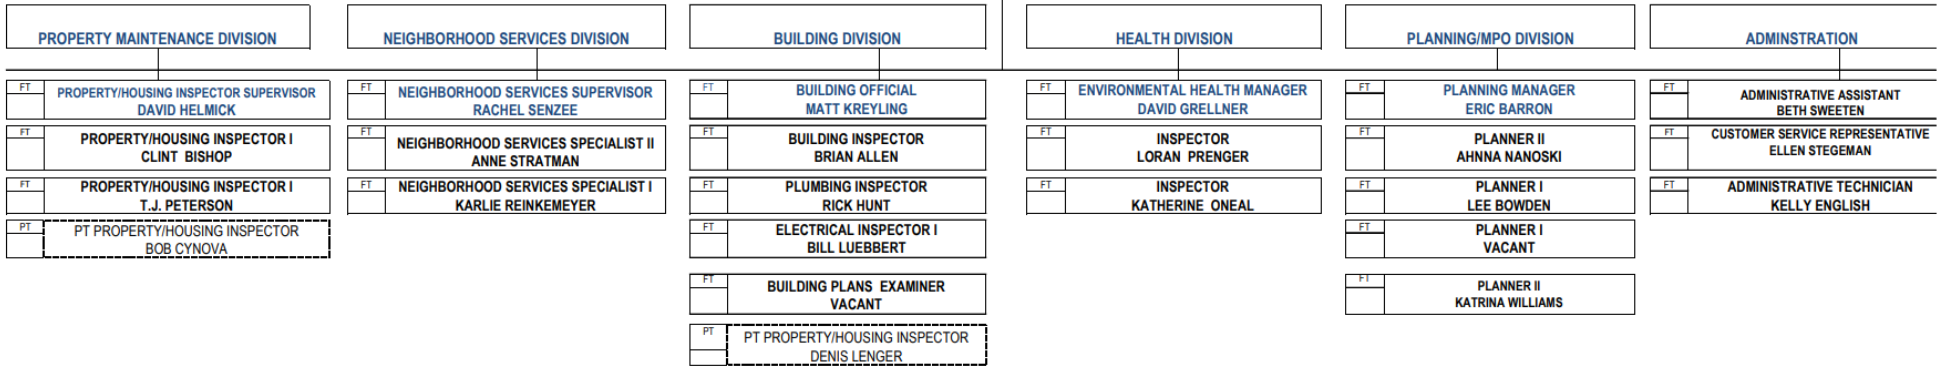 PROPERTY MAINTENANCE DIVISION
FT
PROPERTY/HOUSING INSPECTOR SUPERVISOR
DAVID HELMICK
FT
PROPERTY/HOUSING INSPECTOR I
CLINT BISHOP
FT
PROPERTY/HOUSING INSPECTOR I
T.J. PETERSON
PT
PT PROPERTY/HOUSING INSPECTOR
BOB CYNOVA
NEIGHBORHOOD SERVICES DIVISION
FT
NEIGHBORHOOD SERVICES SUPERVISOR
RACHEL SENZEE
FT
NEIGHBORHOOD SERVICES SPECIALIST II
ANNE STRATMAN
FT
NEIGHBORHOOD SERVICES SPECIALIST I
KARLIE REINKEMEYER
BUILDING DIVISION
FT
BUILDING OFFICIAL
MATT KREYLING
FT
BUILDING INSPECTOR
BRIAN ALLEN
FT
PLUMBING INSPECTOR
RICK HUNT
FT
ELECTRICAL INSPECTOR I
BILL LUEBBERT
FT
BUILDING PLANS EXAMINER
VACANT
PT
PT PROPERTY/HOUSING INSPECTOR
DENIS LENGER
HEALTH DIVISION
FT
ENVIRONMENTAL HEALTH MANAGER
DAVID GRELLNER
FT
INSPECTOR
LORAN PRENGER
FT
INSPECTOR
KATHERINE ONEAL
PLANNING/MPO DIVISION
FT
PLANNING MANAGER
ERIC BARRON
FT
PLANNER II
AHNNA NANOSKI
FT
PLANNER I
LEE BOWDEN
FT
PLANNER I
VACANT
FT
PLANNER II
KATRINA WILLIAMS
ADMINSTRATION
FT
ADMINISTRATIVE ASSISTANT
BETH SWEETEN
FT
CUSTOMER SERVICE REPRESENTATIVE
ELLEN STEGEMAN
FT
ADMINISTRATIVE TECHNICIAN
KELLY ENGLISH